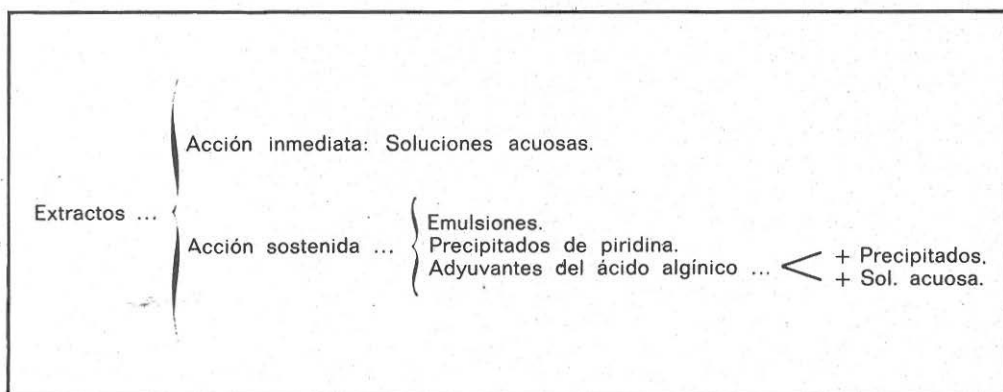 Acción inmediata: Soluciones acuosas.
Extractos ...
Acción sostenida ...
Emulsiones.
Precipitados de piridina.
Adyuvantes del ácido algínico ...
+ Precipitados.
+ Sol. acuosa.